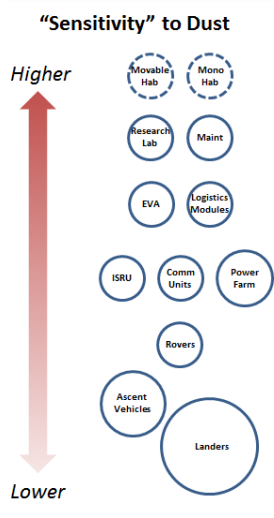 “Sensitivity” to Dust
Higher
Movable
Hab
Mono
Hab
Research
Lab
Maint
EVA
Logistics
Modules
ISRU
Comm
Units
Power
Farm
Rovers
Ascent
Vehicles
Landers
Lower